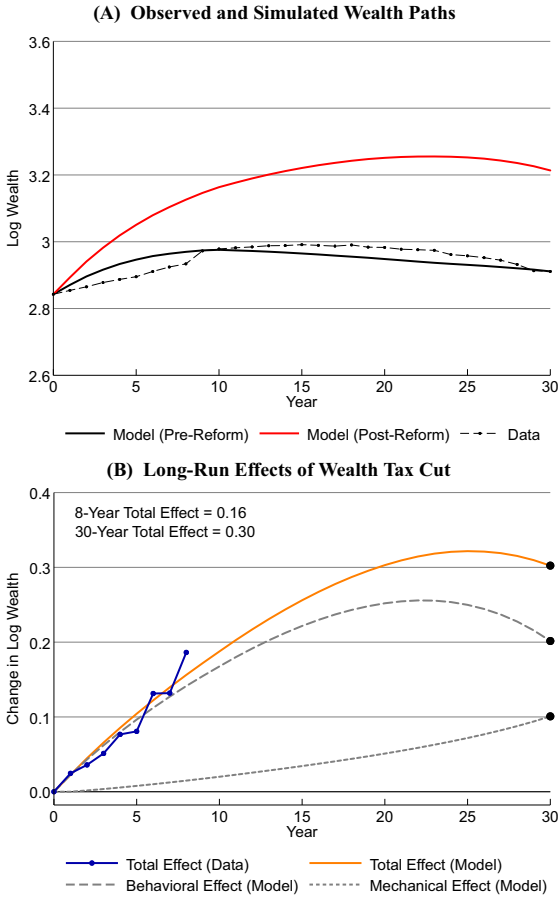 (A) Observed and Simulated Wealth Paths
3.6
3.4
3.2
3
2.8
2.6
Log Wealth
0 5 10 15 20 25 30
Year
Model (Pre-Reform) Model (Post-Reform) Data
(B) Long-Run Effects of Wealth Tax Cut
0.4
8-Year Total Effect = 0.16
30-Year Total Effect = 0.30
0.3
0.2
0.1
0.0
Change in Log Wealth
0 5 10 15 20 25 30
Year
Total Effect (Data) Total Effect (Model)
Behavioral Effect (Model) Mechanical Effect (Model)